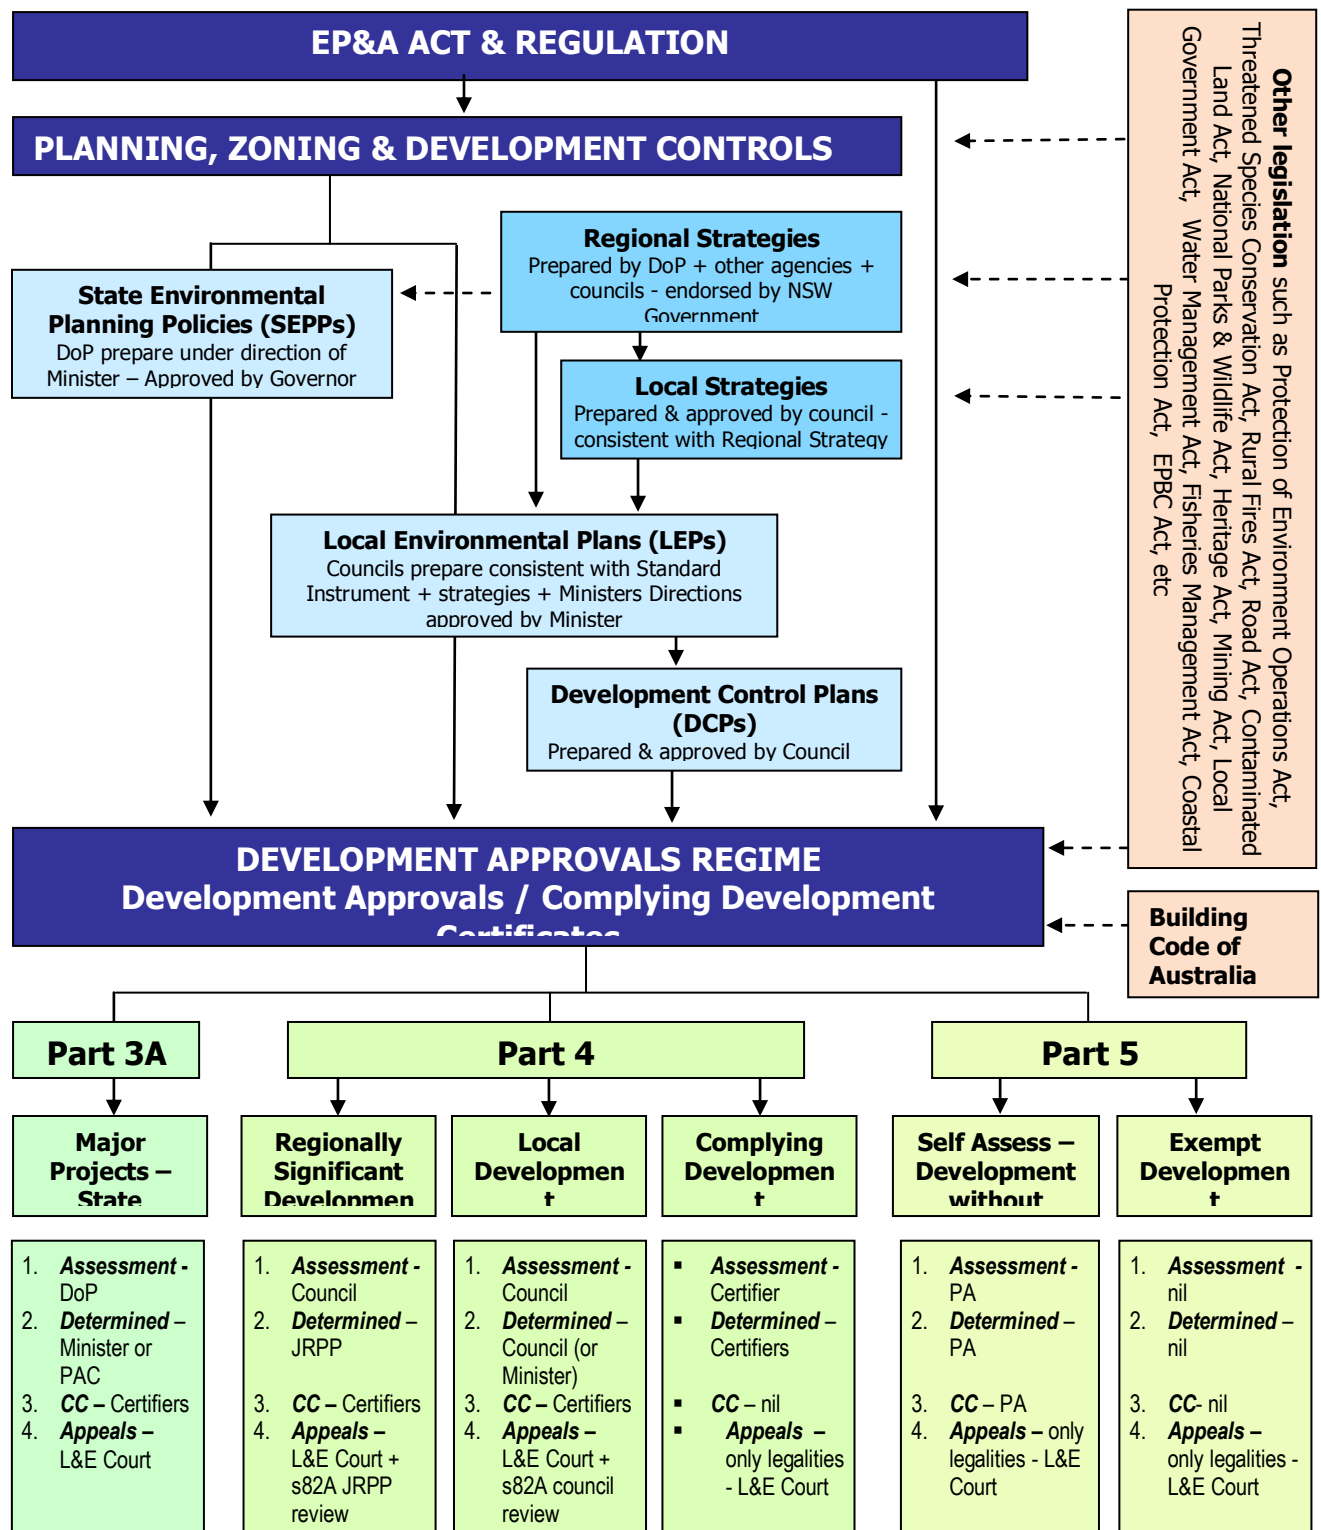 EP&A ACT & REGULATION
PLANNING, ZONING & DEVELOPMENT CONTROLS
Regional Strategies
Prepared by DoP + other agencies +
councils - endorsed by NSW
Government
State Environmental
Planning Policies (SEPPs)
DoP prepare under direction of
Minister – Approved by Governor
Local Strategies
Prepared & approved by council -
consistent with Regional Strategy
Local Environmental Plans (LEPs)
Councils prepare consistent with Standard
Instrument + strategies + Ministers Directions
approved by Minister
Development Control Plans
(DCPs)
Prepared & approved by Council
Other legislation such as Protection of Environment Operations Act,
Threatened Species Conservation Act, Rural Fires Act, Road Act, Contaminated
Land Act, National Parks & Wildlife Act, Heritage Act, Mining Act, Local
Government Act, Water Management Act, Fisheries Management Act, Coastal
Protection Act, EPBC Act, etc
DEVELOPMENT APPROVALS REGIME
Development Approvals / Complying Development
Certificates
Building
Code of
Australia
Part 3A
Part 4
Part 5
Major
Projects –
State
Regionally
Significant
Developmen
Local
Developmen
t
Complying
Developmen
t
Self Assess –
Development
without
Exempt
Developmen
t
1. Assessment -
DoP
2. Determined –
Minister or
PAC
3. CC – Certifiers
4. Appeals –
L&E Court
1. Assessment -
Council
2. Determined –
JRPP
3. CC – Certifiers
4. Appeals –
L&E Court +
s82A JRPP
review
1. Assessment -
Council
2. Determined –
Council (or
Minister)
3. CC – Certifiers
4. Appeals –
L&E Court +
s82A council
review
▪ Assessment -
Certifier
▪ Determined –
Certifiers
▪ CC – nil
▪ Appeals –
only legalities
- L&E Court
1. Assessment -
PA
2. Determined –
PA
3. CC – PA
4. Appeals – only
legalities - L&E
Court
1. Assessment -
nil
2. Determined –
nil
3. CC- nil
4. Appeals –
only legalities -
L&E Court